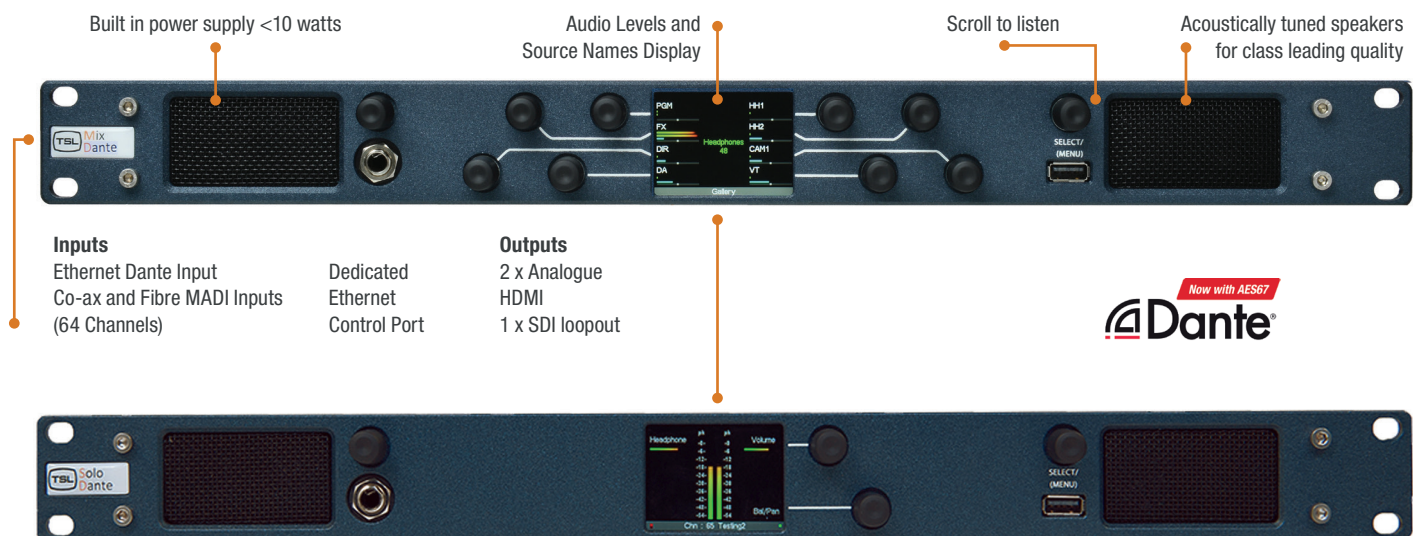 Built in power supply <10 watts
Audio Levels and
Source Names Display
Scroll to listen
Acoustically tuned speakers
for class leading quality
TSL Mix
Dante
PGM
FX
DIR
DA
Headphones
48
HH1
HH2
CAM1
VT
Gallery
SELECT/
(MENU)
Inputs
Ethernet Dante Input
Co-ax and Fibre MADI Inputs
(64 Channels)
Dedicated
Ethernet
Control Port
Outputs
2 x Analogue
HDMI
1 x SDI loopout
Now with AES67
Dante®
TSL Solo
Dante
Headphone
Volume
Bal/Pan
Chn : 65 Testing2
SELECT/
(MENU)